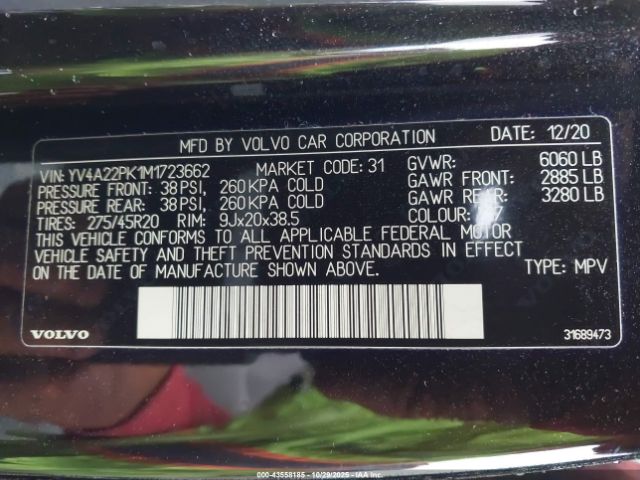 MFD BY VOLVO CAR CORPORATION DATE: 12/20
VIN: YV4A22PK1M1723662 MARKET CODE: 31 GVWR: 6060 LB
PRESSURE FRONT: 38 PSI, 260 KPA COLD GAWR FRONT: 2885 LB
PRESSURE REAR: 38 PSI, 260 KPA COLD GAWR REAR: 3280 LB
TIRES: 275/45R20 RIM: 9Jx20x38.5 COLOUR:
THIS VEHICLE CONFORMS TO ALL APPLICABLE FEDERAL MOTOR
VEHICLE SAFETY AND THEFT PREVENTION STANDARDS IN EFFECT
ON THE DATE OF MANUFACTURE SHOWN ABOVE. TYPE: MPV
VOLVO 31689473
000-43558185 - 10/29/2025 - IAA Inc.